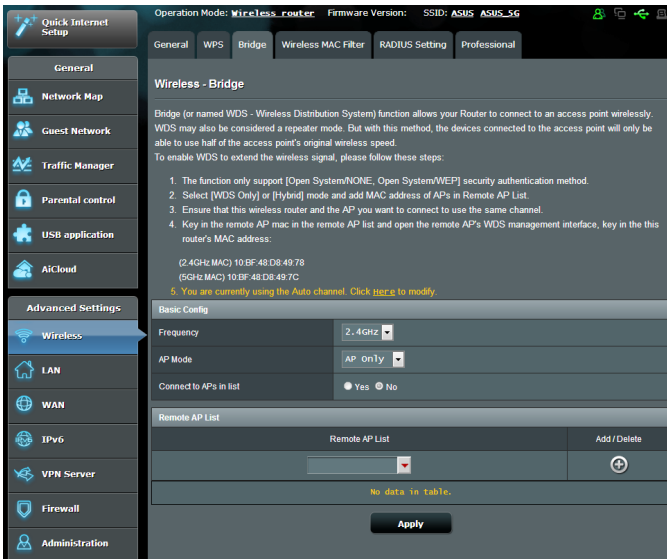 Quick Internet
Setup
Operation Mode: Wireless router Firmware Version: SSID: ASUS ASUS_5G
General WPS Bridge Wireless MAC Filter RADIUS Setting Professional
General
Network Map
Guest Network
Traffic Manager
Parental control
USB application
AiCloud
Advanced Settings
Wireless
LAN
WAN
IPv6
VPN Server
Firewall
Administration
Wireless - Bridge
Bridge (or named WDS - Wireless Distribution System) function allows your Router to connect to an access point wirelessly.
WDS may also be considered a repeater mode. But with this method, the devices connected to the access point will only be
able to use half of the access point's original wireless speed.
To enable WDS to extend the wireless signal, please follow these steps:
1. The function only support [Open System/NONE, Open System/WEP] security authentication method.
2. Select [WDS Only] or [Hybrid] mode and add MAC address of APs in Remote AP List.
3. Ensure that this wireless router and the AP you want to connect to use the same channel.
4. Key in the remote AP mac in the remote AP list and open the remote AP's WDS management interface, key in the this
router's MAC address:
(2.4GHz MAC) 10:BF:48:D8:49:78
(5GHz MAC) 10:BF:48:D8:49:7C
5. You are currently using the Auto channel. Click Here to modify.
Basic Config
Frequency 2.4GHz
AP Mode AP Only
Connect to APs in list Yes No
Remote AP List
Remote AP List Add / Delete
No data in table.
Apply